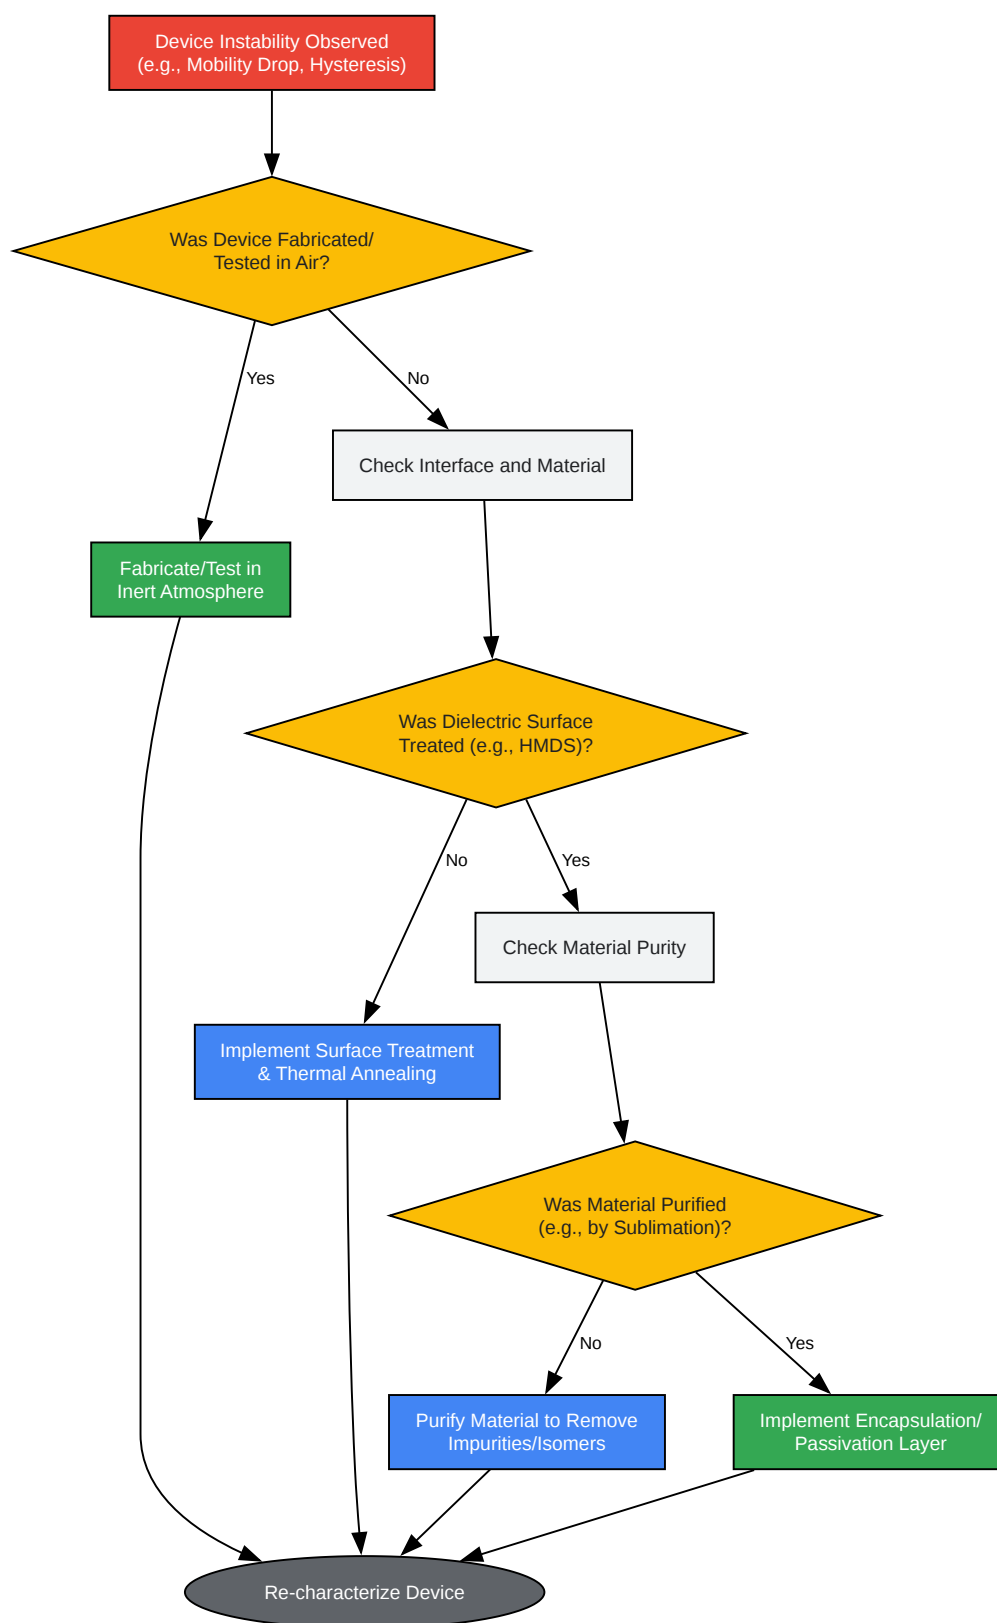 Device Instability Observed
(e.g., Mobility Drop, Hysteresis)
Was Device Fabricated/
Tested in Air?
Yes
No
Check Interface and Material
Fabricate/Test in
Inert Atmosphere
Was Dielectric Surface
Treated (e.g., HMDS)?
No
Yes
Check Material Purity
Implement Surface Treatment
& Thermal Annealing
Was Material Purified
(e.g., by Sublimation)?
No
Yes
Purify Material to Remove
Impurities/Isomers
Implement Encapsulation/
Passivation Layer
Re-characterize Device